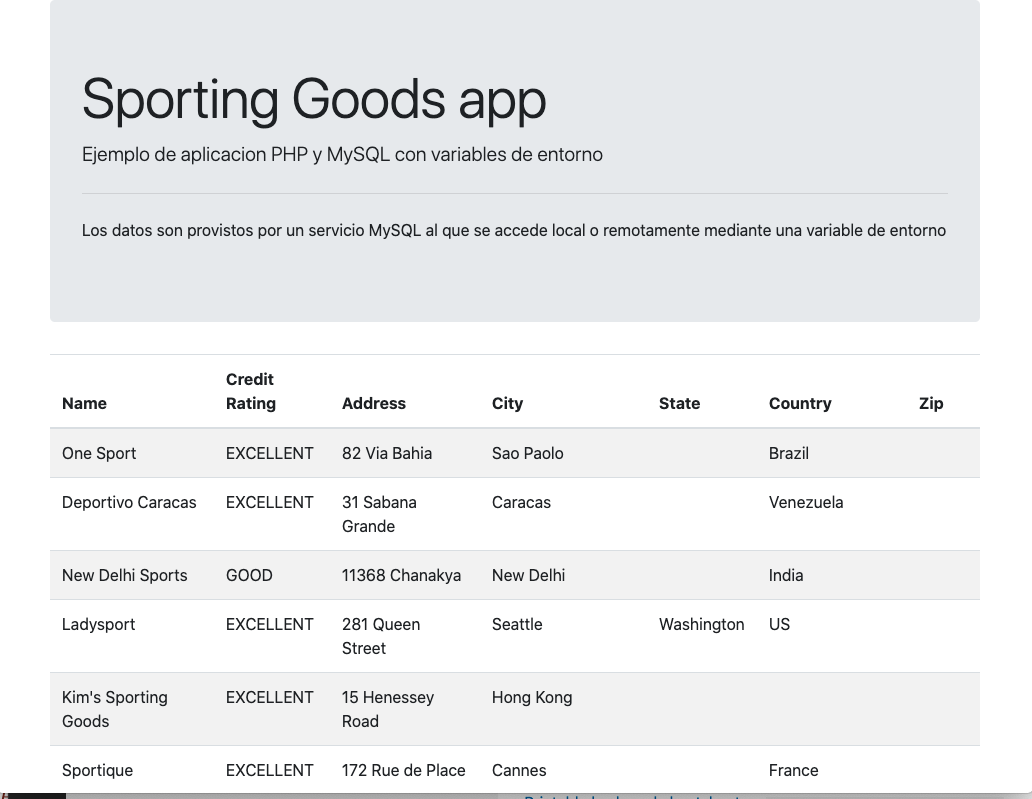 Sporting Goods app
Ejemplo de aplicacion PHP y MySQL con variables de entorno
Los datos son provistos por un servicio MySQL al que se accede local o remotamente mediante una variable de entorno
Name Credit Rating Address City State Country Zip
One Sport EXCELLENT 82 Via Bahia Sao Paolo Brazil
Deportivo Caracas EXCELLENT 31 Sabana Grande Caracas Venezuela
New Delhi Sports GOOD 11368 Chanakya New Delhi India
Ladysport EXCELLENT 281 Queen Street Seattle Washington US
Kim's Sporting Goods EXCELLENT 15 Henessey Road Hong Kong
Sportique EXCELLENT 172 Rue de Place Cannes France